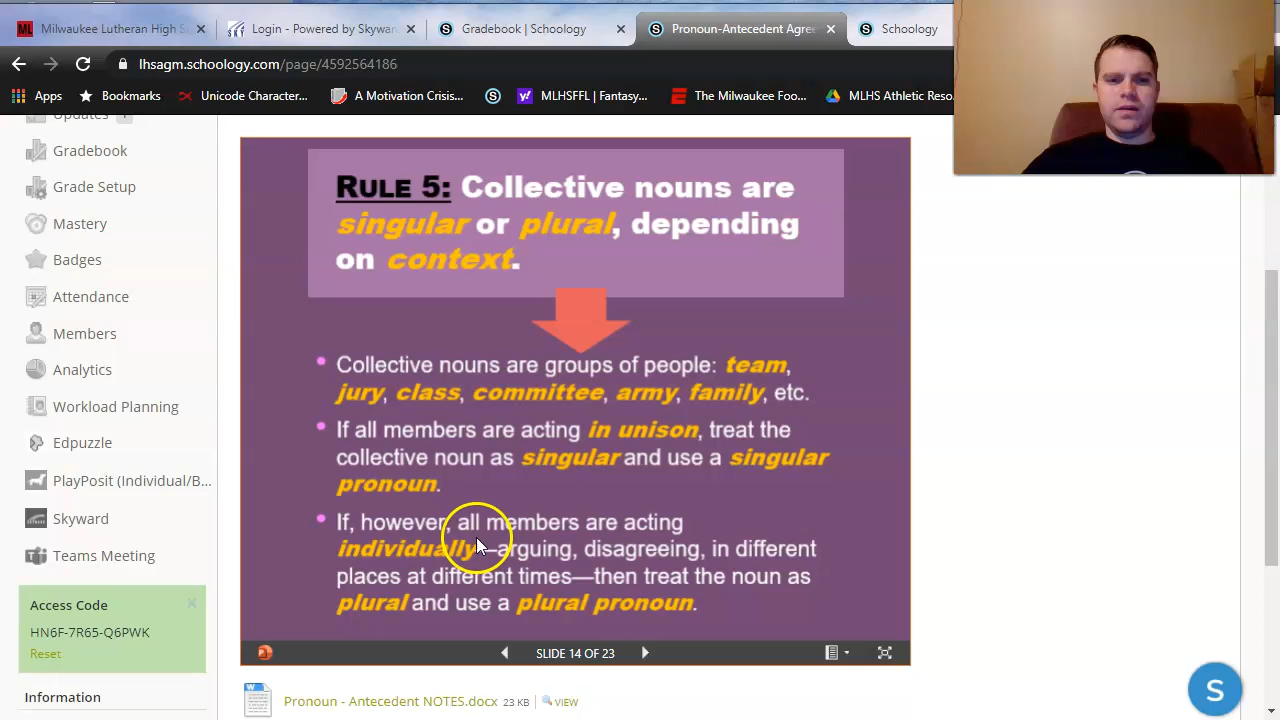 Milwaukee Lutheran High S
Login - Powered by Skywar
Gradebook | Schoology
Pronoun-Antecedent Agre
Schoology
lhsagm.schoology.com/page/4592564186
Apps
Bookmarks
Unicode Character...
A Motivation Crisis...
MLHSFFL | Fantasy...
The Milwaukee Foo...
MLHS Athletic Reso
Updates
Gradebook
Grade Setup
Mastery
Badges
Attendance
Members
Analytics
Workload Planning
Edpuzzle
PlayPosit (Individual/B...
Skyward
Teams Meeting
Access Code
HN6F-7R65-Q6PWK
Reset
Information
RULE 5: Collective nouns are
singular or plural, depending
on context.
• Collective nouns are groups of people: team,
jury, class, committee, army, family, etc.
• If all members are acting in unison, treat the
collective noun as singular and use a singular
pronoun.
• If, however, all members are acting
individually—arguing, disagreeing, in different
places at different times—then treat the noun as
plural and use a plural pronoun.
SLIDE 14 OF 23
Pronoun - Antecedent NOTES.docx 23 KB VIEW
S